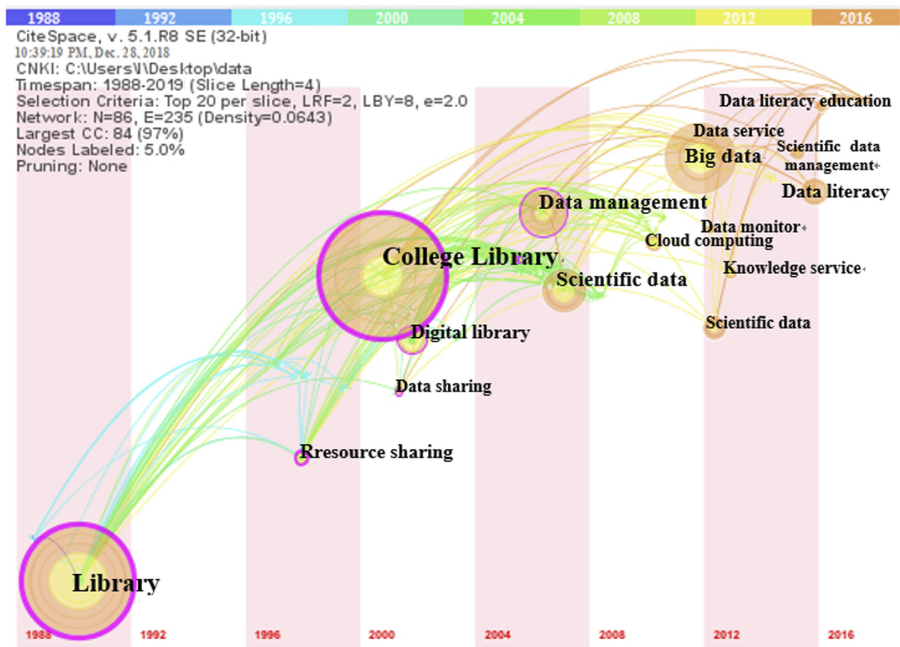 1988 1992 1996 2000 2004 2008 2012 2016
CiteSpace, v. 5.1.R8 SE (32-bit)
10:39:19 PM, Dec. 28, 2018
CNKI: C:\Users\l\Desktop\data
Timespan: 1988-2019 (Slice Length=4)
Selection Criteria: Top 20 per slice, LRF=2, LBY=8, e=2.0
Network: N=86, E=235 (Density=0.0643)
Largest CC: 84 (97%)
Nodes Labeled: 5.0%
Pruning: None
Data literacy education
Data service
Big data
Scientific data
management
Data literacy
Data management
Data monitor
Cloud computing
College Library
Knowledge service
Scientific data
Scientific data
Digital library
Data sharing
Rresource sharing
Library
1988 1992 1996 2000 2004 2008 2012 2016